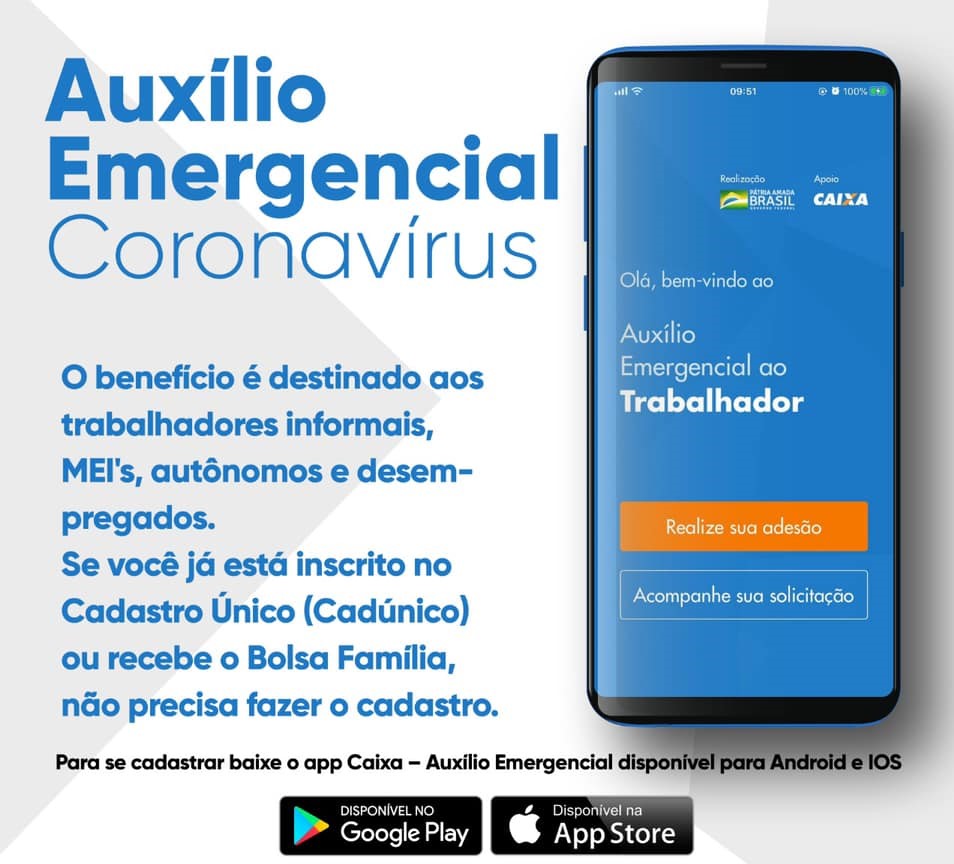 Auxílio
Emergencial
Coronavírus
O benefício é destinado aos
trabalhadores informais,
MEI's, autônomos e desem-
pregados.
Se você já está inscrito no
Cadastro Único (Cadúnico)
ou recebe o Bolsa Família,
não precisa fazer o cadastro.
09:51
100%
Realização
Apoio
PÁTRIA AMADA
BRASIL
GOVERNO FEDERAL
CAIXA
Olá, bem-vindo ao
Auxílio
Emergencial ao
Trabalhador
Realize sua adesão
Acompanhe sua solicitação
Para se cadastrar baixe o app Caixa – Auxílio Emergencial disponível para Android e IOS
DISPONÍVEL NO
Google Play
Disponível na
App Store